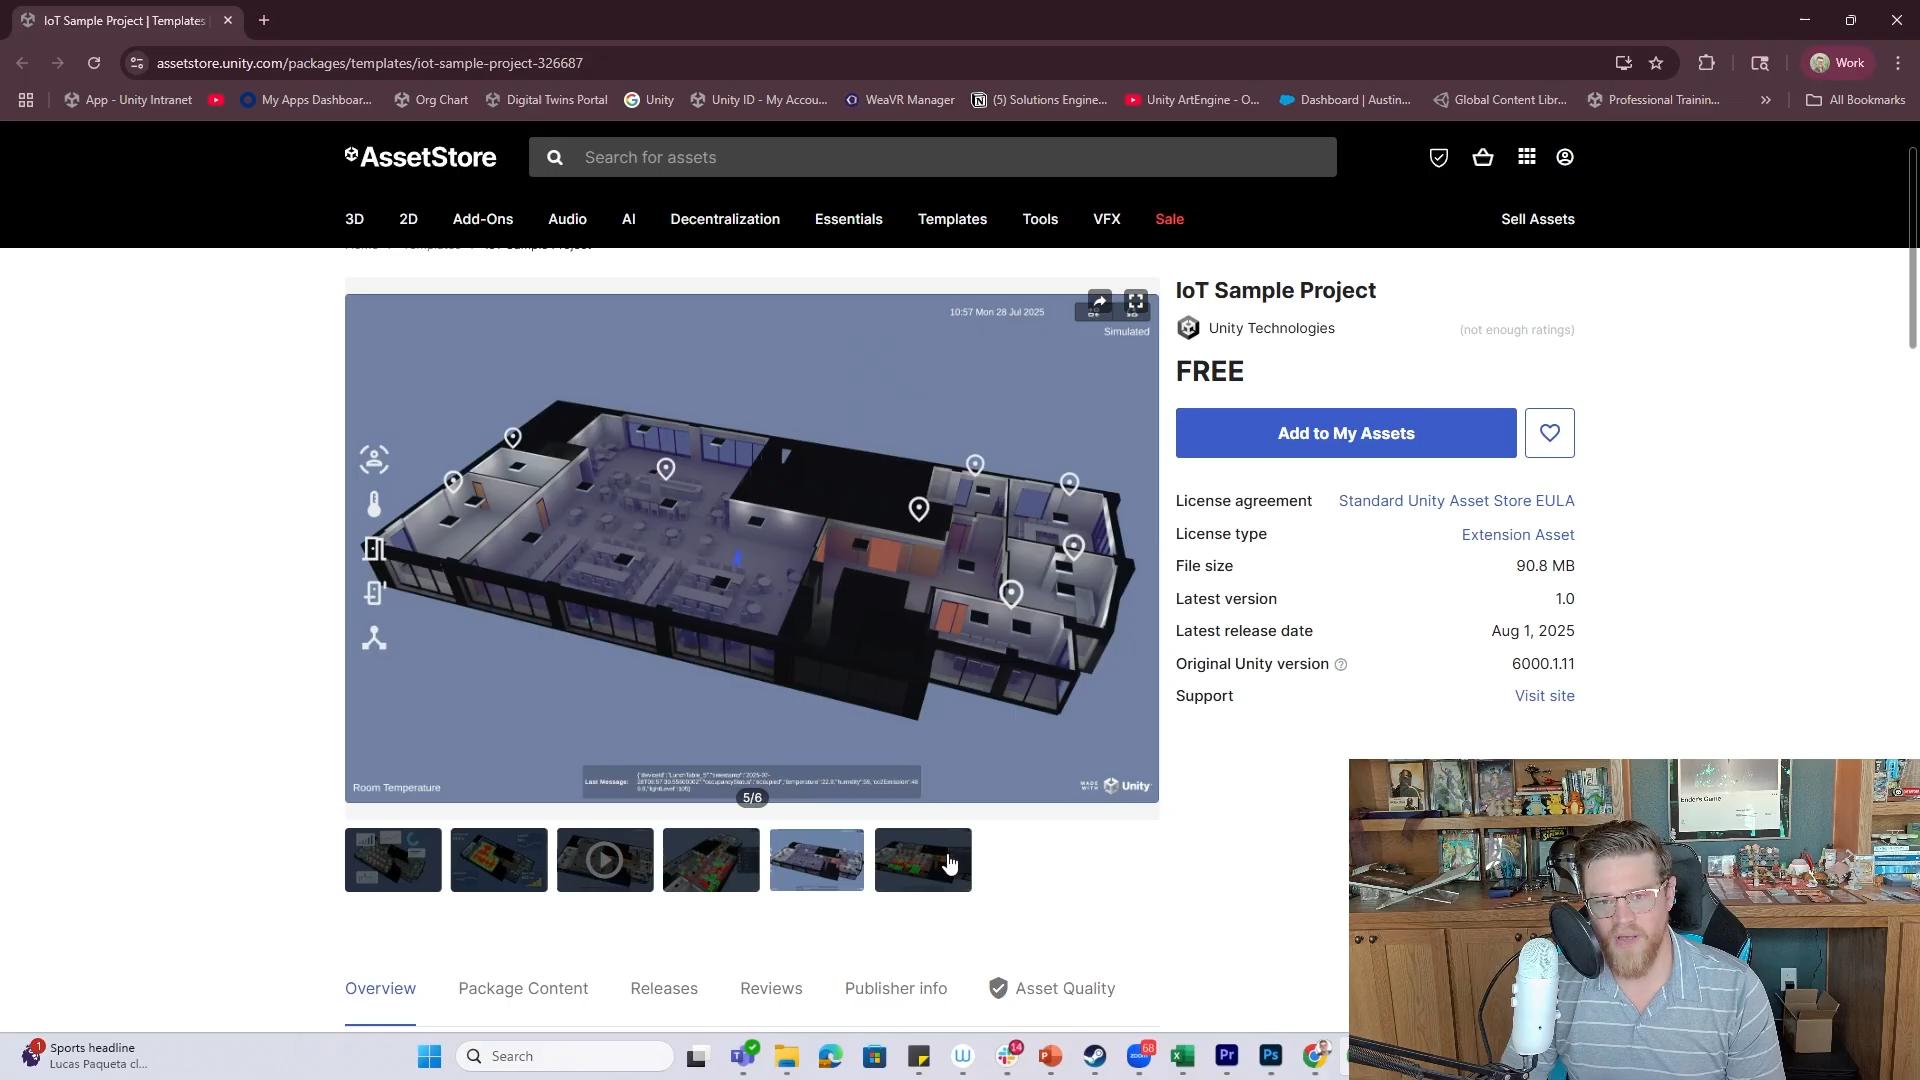 IoT Sample Project | Templates
assetstore.unity.com/packages/templates/iot-sample-project-326687
Work
App - Unity Intranet
My Apps Dashboar...
Org Chart
Digital Twins Portal
Unity
Unity ID - My Accou...
WeaVR Manager
(5) Solutions Engine...
Unity ArtEngine - O...
Dashboard | Austin...
Global Content Libr...
Professional Trainin...
»
All Bookmarks
AssetStore
Search for assets
3D
2D
Add-Ons
Audio
AI
Decentralization
Essentials
Templates
Tools
VFX
Sale
Sell Assets
10:57 Mon 28 Jul 2025
Simulated
Room Temperature
Last Message:
5/6
MADE WITH Unity
IoT Sample Project
Unity Technologies
(not enough ratings)
FREE
Add to My Assets
License agreement
Standard Unity Asset Store EULA
License type
Extension Asset
File size
90.8 MB
Latest version
1.0
Latest release date
Aug 1, 2025
Original Unity version
6000.1.11
Support
Visit site
Ender's Game
Overview
Package Content
Releases
Reviews
Publisher info
Asset Quality
1
Sports headline
Lucas Paqueta cl...
Search
14
68